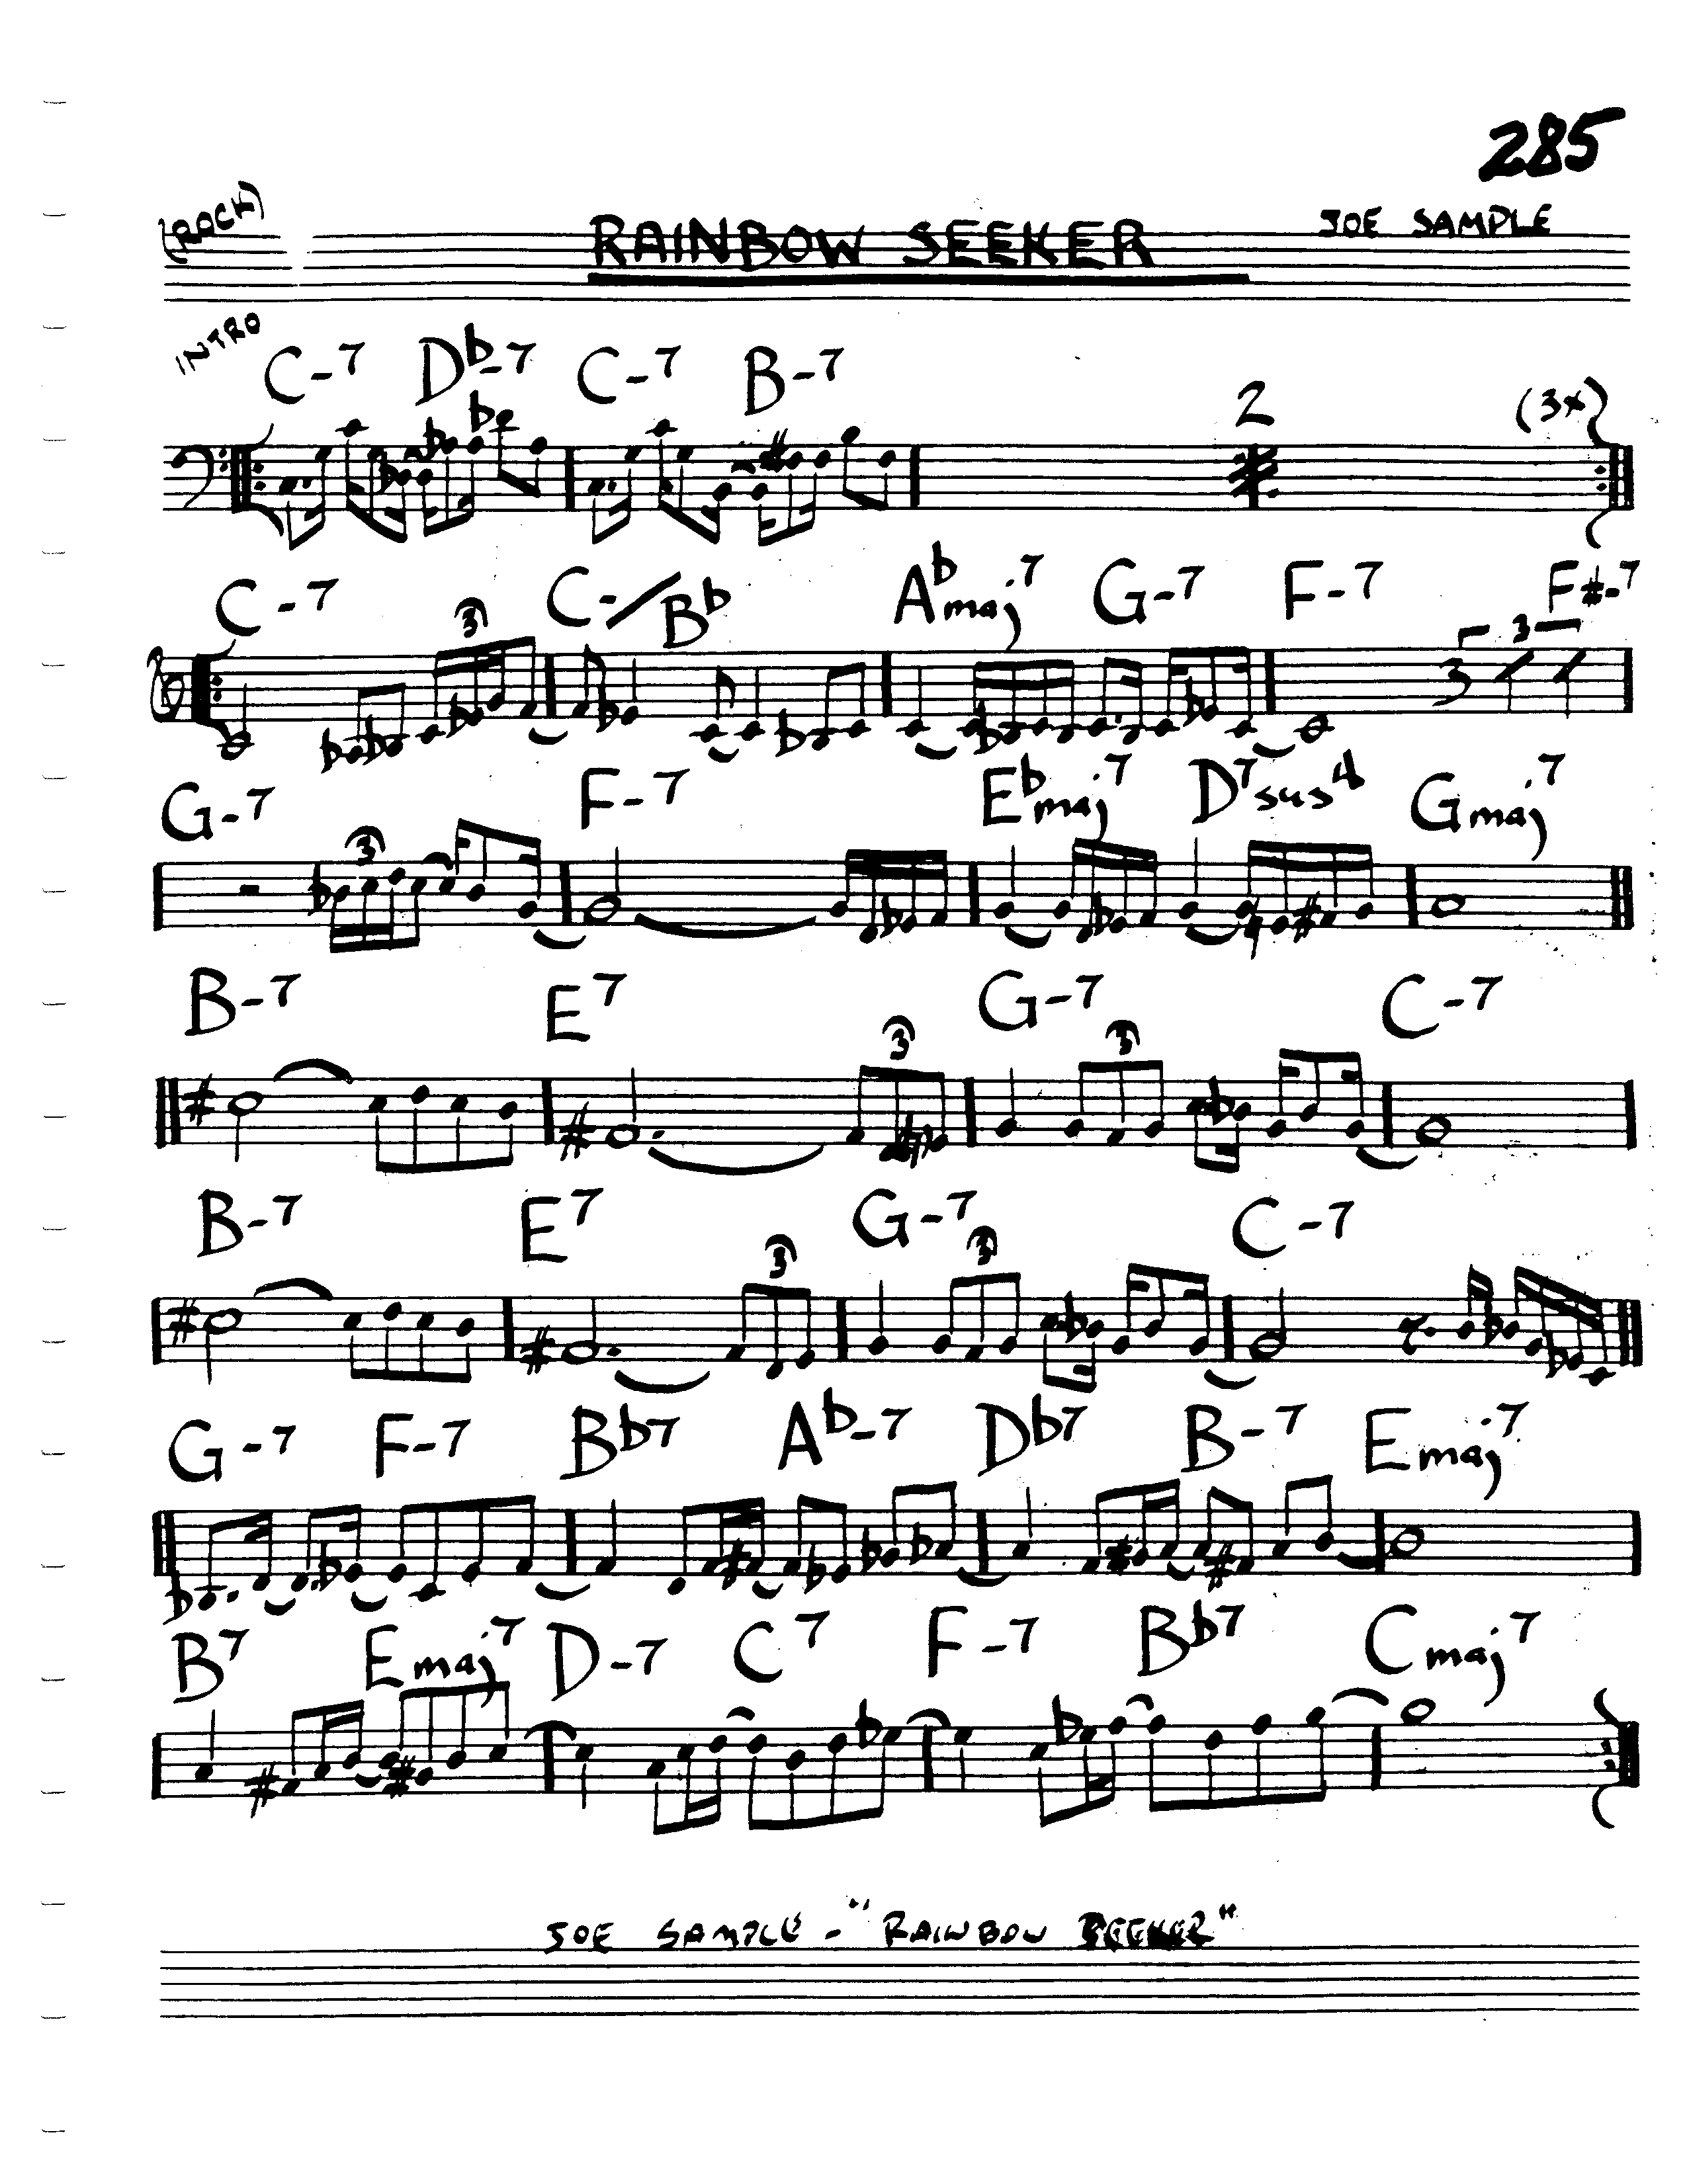 285
(ROCK)
RAINBOW SEEKER
JOE SAMPLE
INTRO
C-7 Db-7 C-7 B-7 2 (3x)
C-7 C-/Bb Abmaj7 G-7 F-7 F#-7
3 3
G-7 F-7 Ebmaj7 D7sus4 Gmaj7
3
B-7 E7 G-7 C-7
3 3
B-7 E7 G-7 C-7
3 3
G-7 F-7 Bb7 Ab-7 Db7 B-7 Emaj7
B7 Emaj7 D-7 C7 F-7 Bb7 Cmaj7
JOE SAMPLE - "RAINBOW SEEKER"